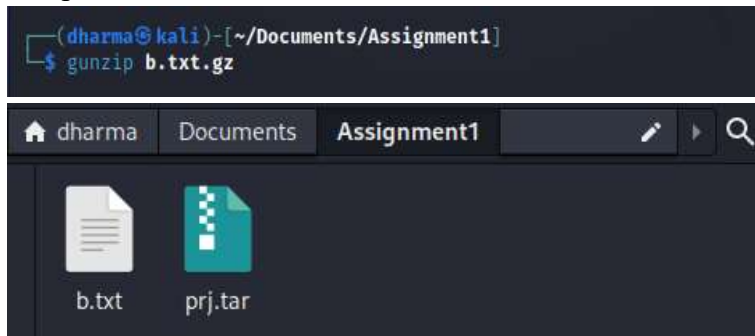 (dharma㉿kali)-[~/Documents/Assignment1]
$ gunzip b.txt.gz
dharma Documents Assignment1
b.txt prj.tar